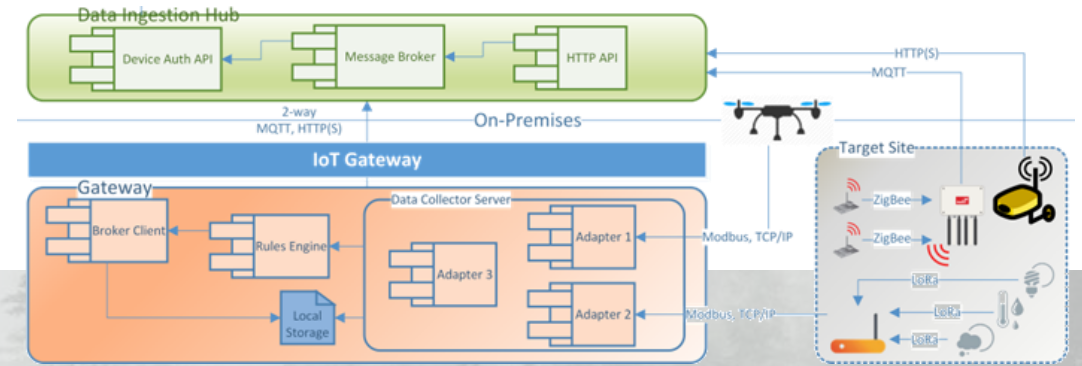 Data Ingestion Hub
Device Auth API
Message Broker
HTTP API
HTTP(S)
MQTT
2-way
MQTT, HTTP(S)
On-Premises
IoT Gateway
Target Site
Gateway
Data Collector Server
Broker Client
Rules Engine
Adapter 1
Adapter 3
Adapter 2
Local
Storage
Modbus, TCP/IP
Modbus, TCP/IP
ZigBee
ZigBee
LoRa
LoRa
LoRa